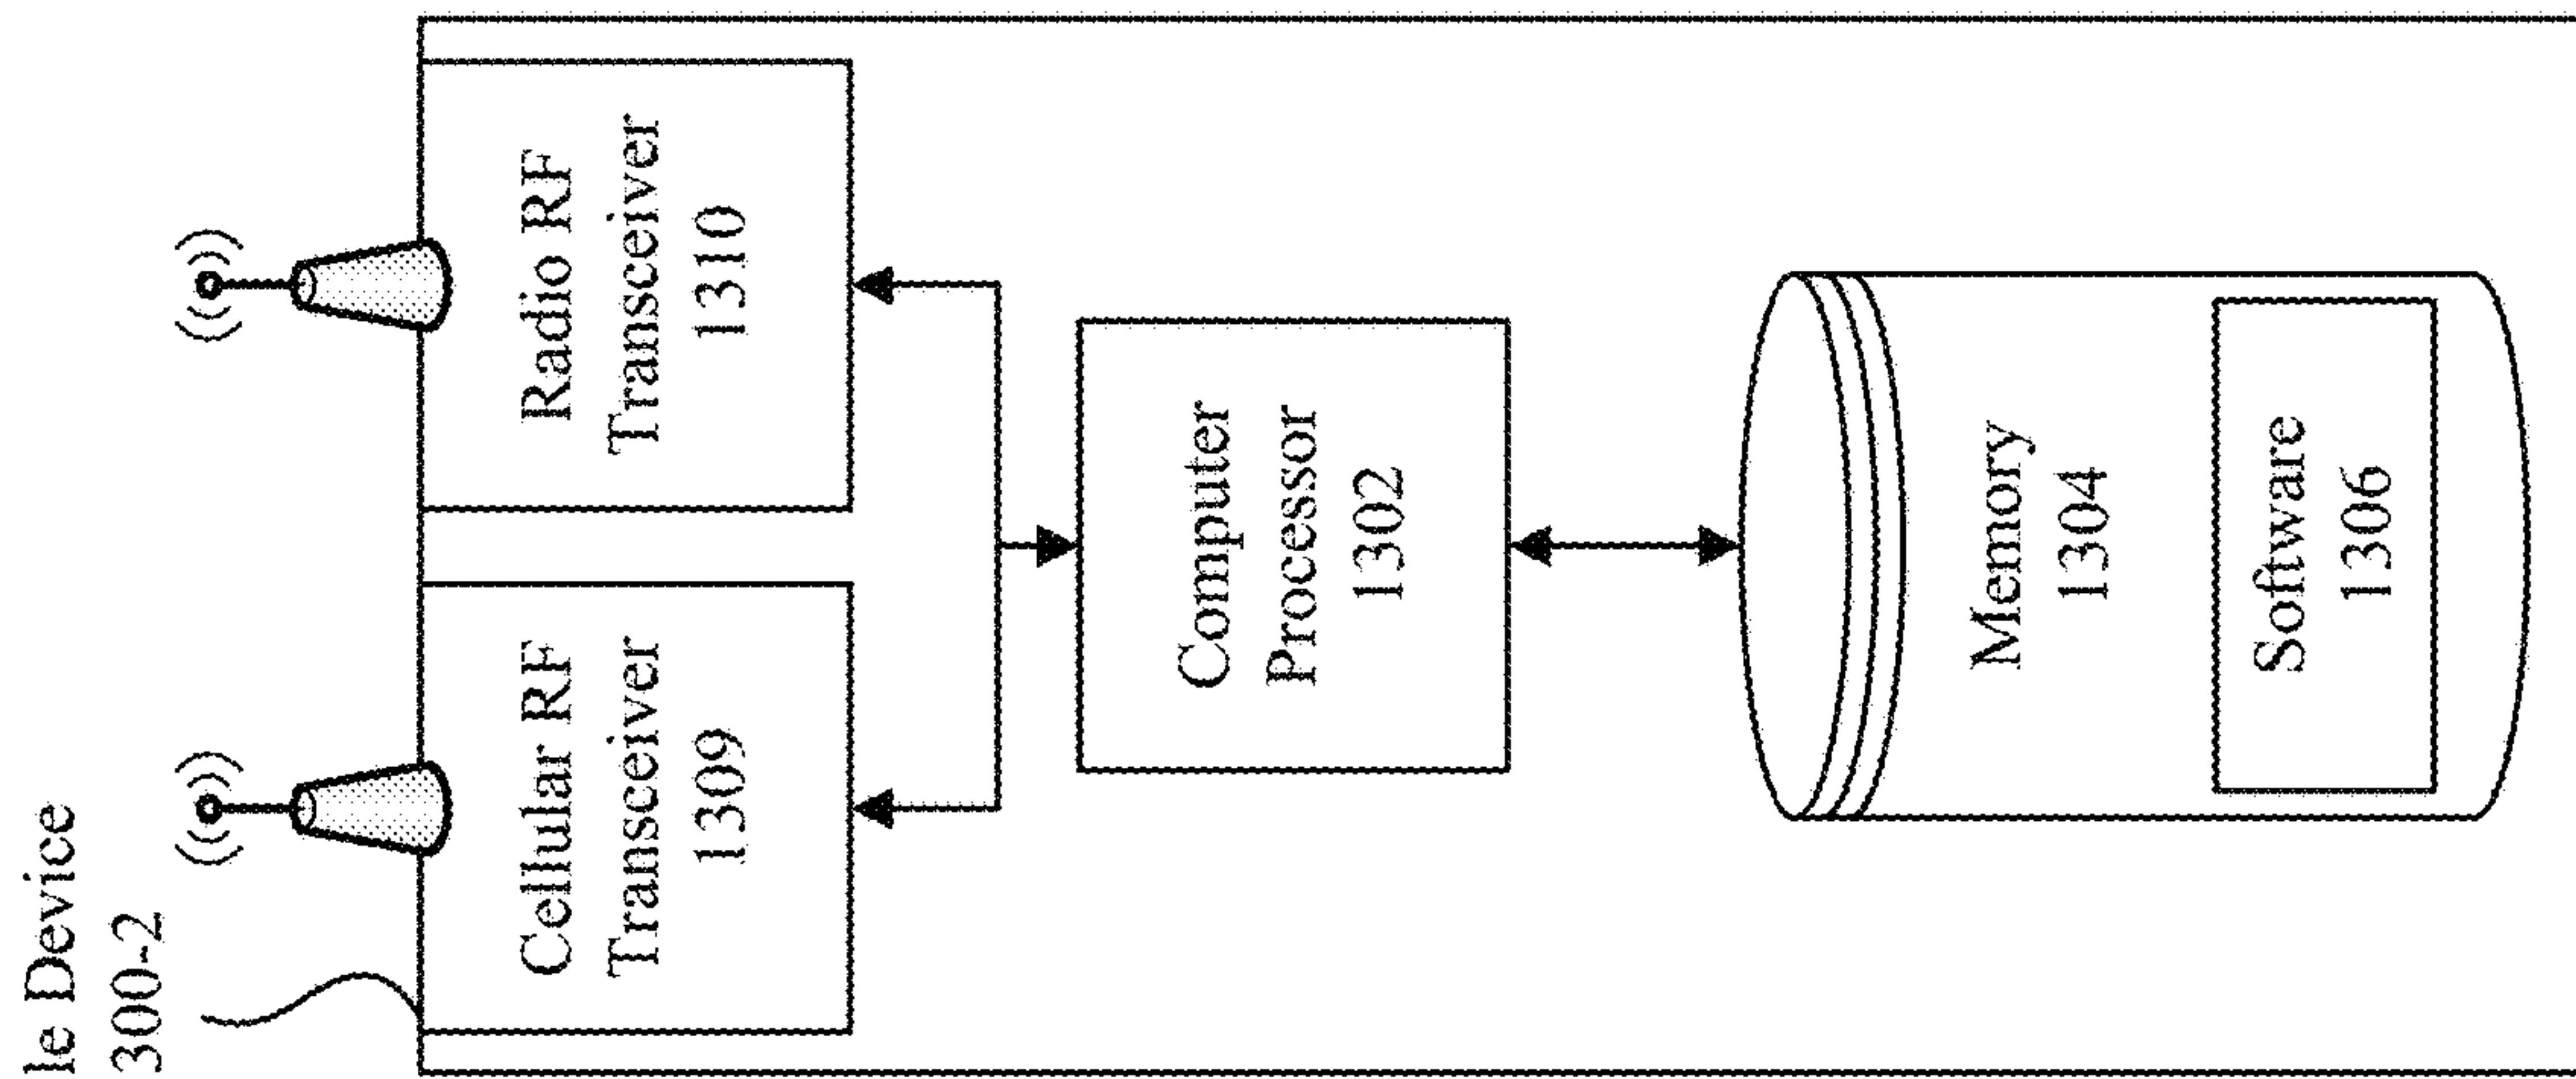 le Device
300-2
Cellular RF
Transceiver
1309
Radio RF
Transceiver
1310
Computer
Processor
1302
Memory
1304
Software
1306